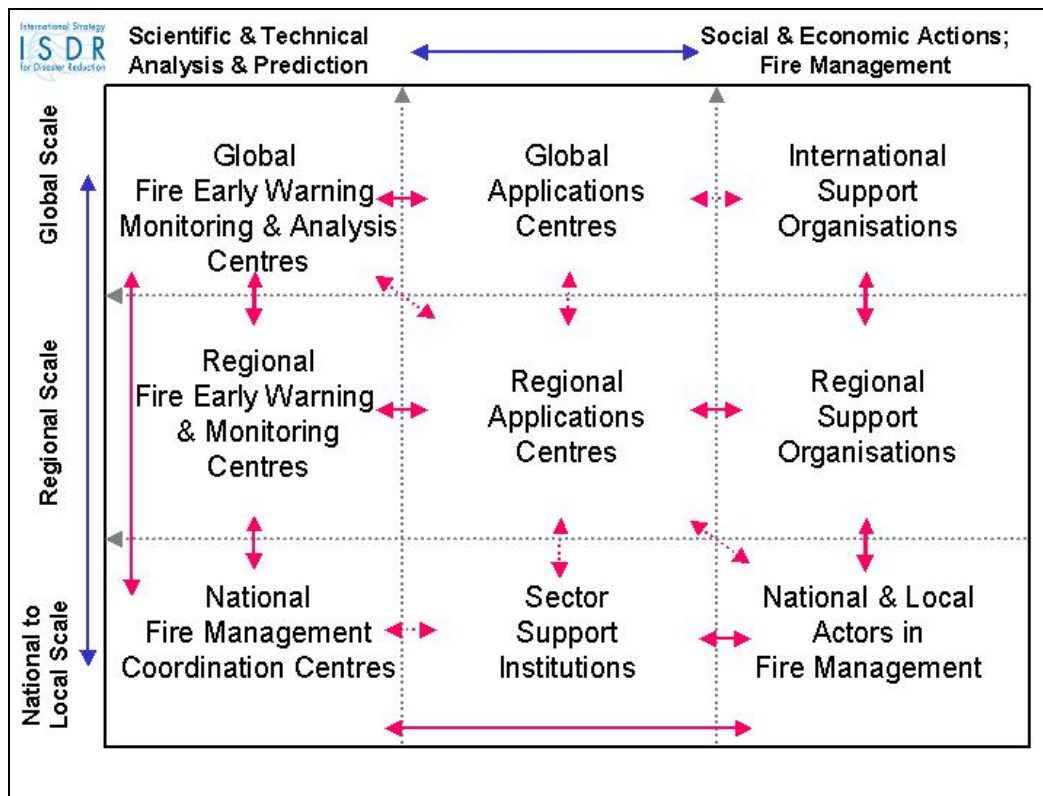 International Strategy
ISDR
for Disaster Reduction
Scientific & Technical
Analysis & Prediction
Social & Economic Actions;
Fire Management
Global Scale
Global
Fire Early Warning
Monitoring & Analysis
Centres
Global
Applications
Centres
International
Support
Organisations
Regional Scale
Regional
Fire Early Warning
& Monitoring
Centres
Regional
Applications
Centres
Regional
Support
Organisations
National to
Local Scale
National
Fire Management
Coordination Centres
Sector
Support
Institutions
National & Local
Actors in
Fire Management